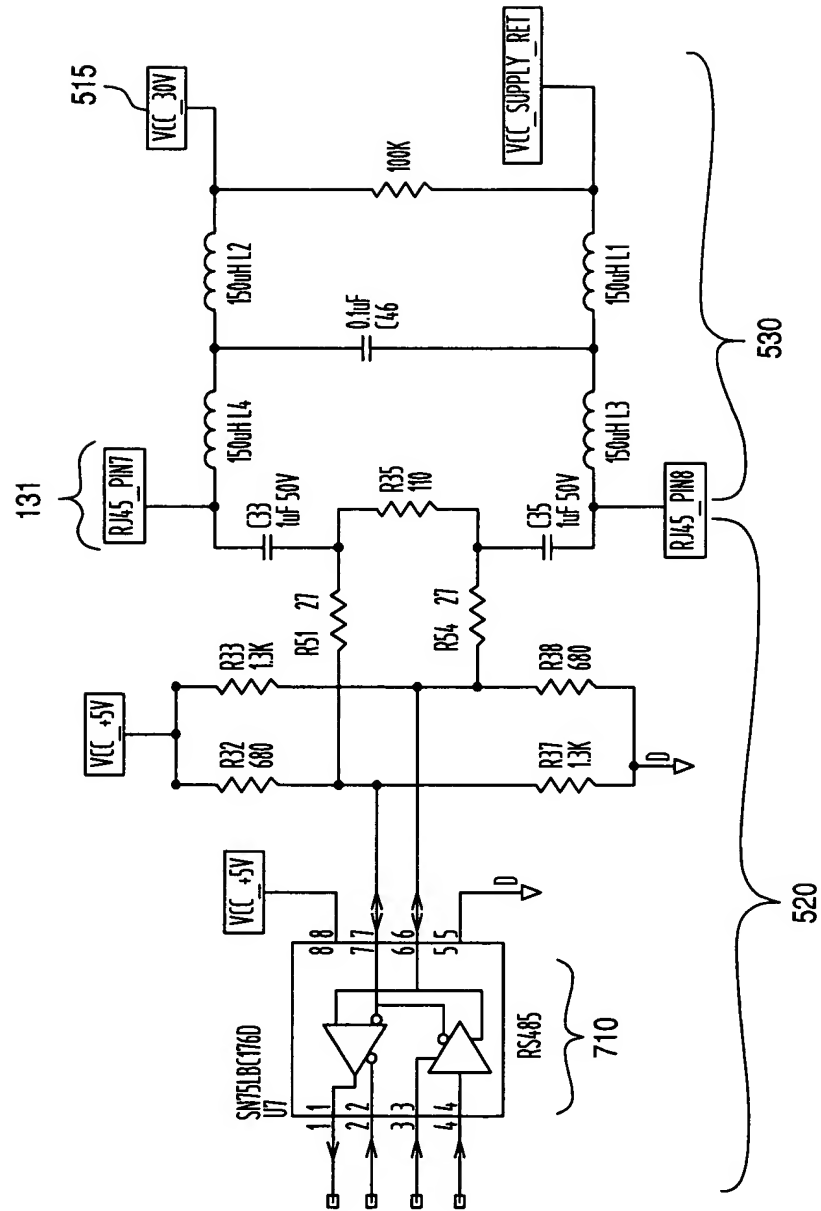 515
VCC_30V
VCC_SUPPLY_RET
100K
150uH L2
150uH L1
0.1uF
C46
530
150uH L4
150uH L3
131
RJ45_PIN7
RJ45_PIN8
C33
1uF 50V
R35
110
C35
1uF 50V
R51 27
R54 27
VCC_+5V
R33
1.3K
R38
680
R32
680
R37
1.3K
D
520
VCC_+5V
8 8
7 7
6 6
5 5
D
SN75LBC176D
U7
RS485
710
1 1
2 2
3 3
4 4